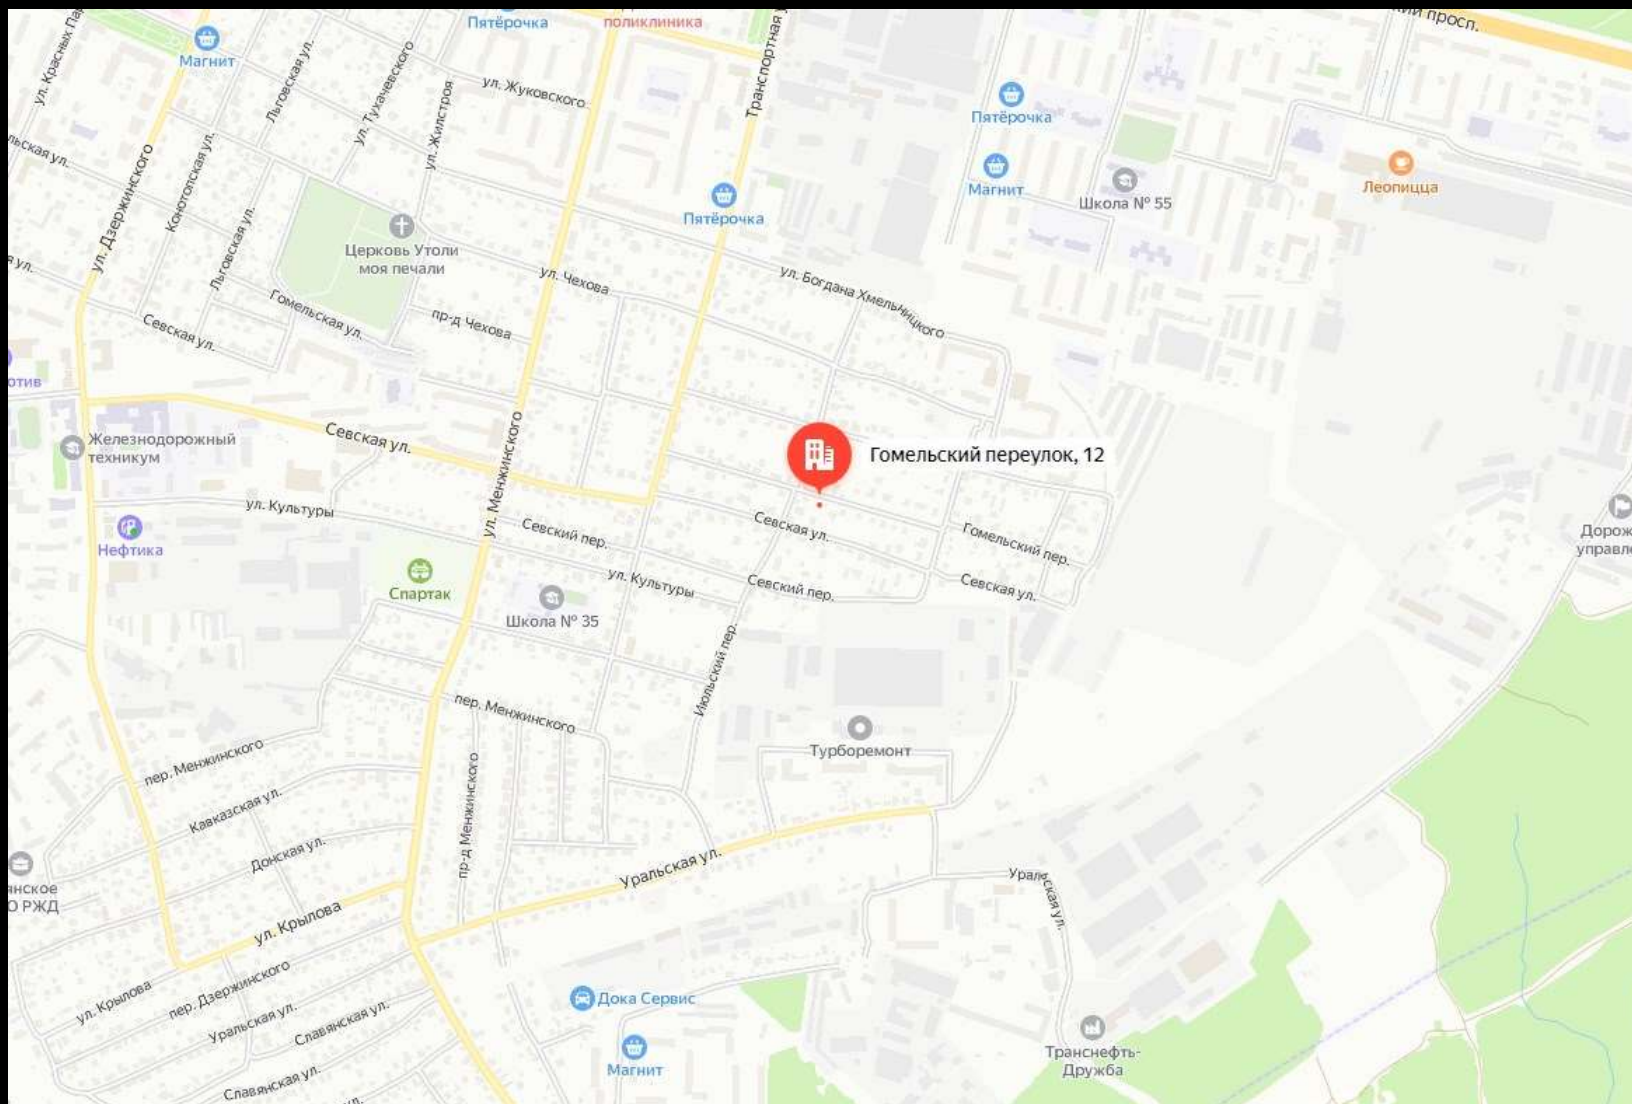 Пятёрочка
поликлиника
Магнит
ул. Жуковского
Льговская ул.
ул. Тухачевского
ул. Жилстроя
Транспортная
просп.
Пятёрочка
Магнит
Школа № 55
Леопицца
ул. Дзержинского
Конотопская ул.
Льговская ул.
Пятёрочка
Церковь Утоли
моя печали
ул. Чехова
ул. Богдана Хмельницкого
Гомельская ул.
пр-д Чехова
Севская ул.
Железнодорожный
техникум
Севская ул.
ул. Менжинского
Гомельский переулок, 12
ул. Культуры
Севский пер.
Севская ул.
Гомельский пер.
Нефтика
Спартак
ул. Культуры
Севский пер.
Севская ул.
Школа № 35
Июльский пер.
пер. Менжинского
Турборемонт
пер. Менжинского
пр-д Менжинского
Кавказская ул.
Донская ул.
Уральская ул.
Уральская ул.
О РЖД
ул. Крылова
ул. Крылова
пер. Дзержинского
Уральская ул.
Славянская ул.
Дока Сервис
Магнит
Транснефть-
Дружба
Славянская ул.